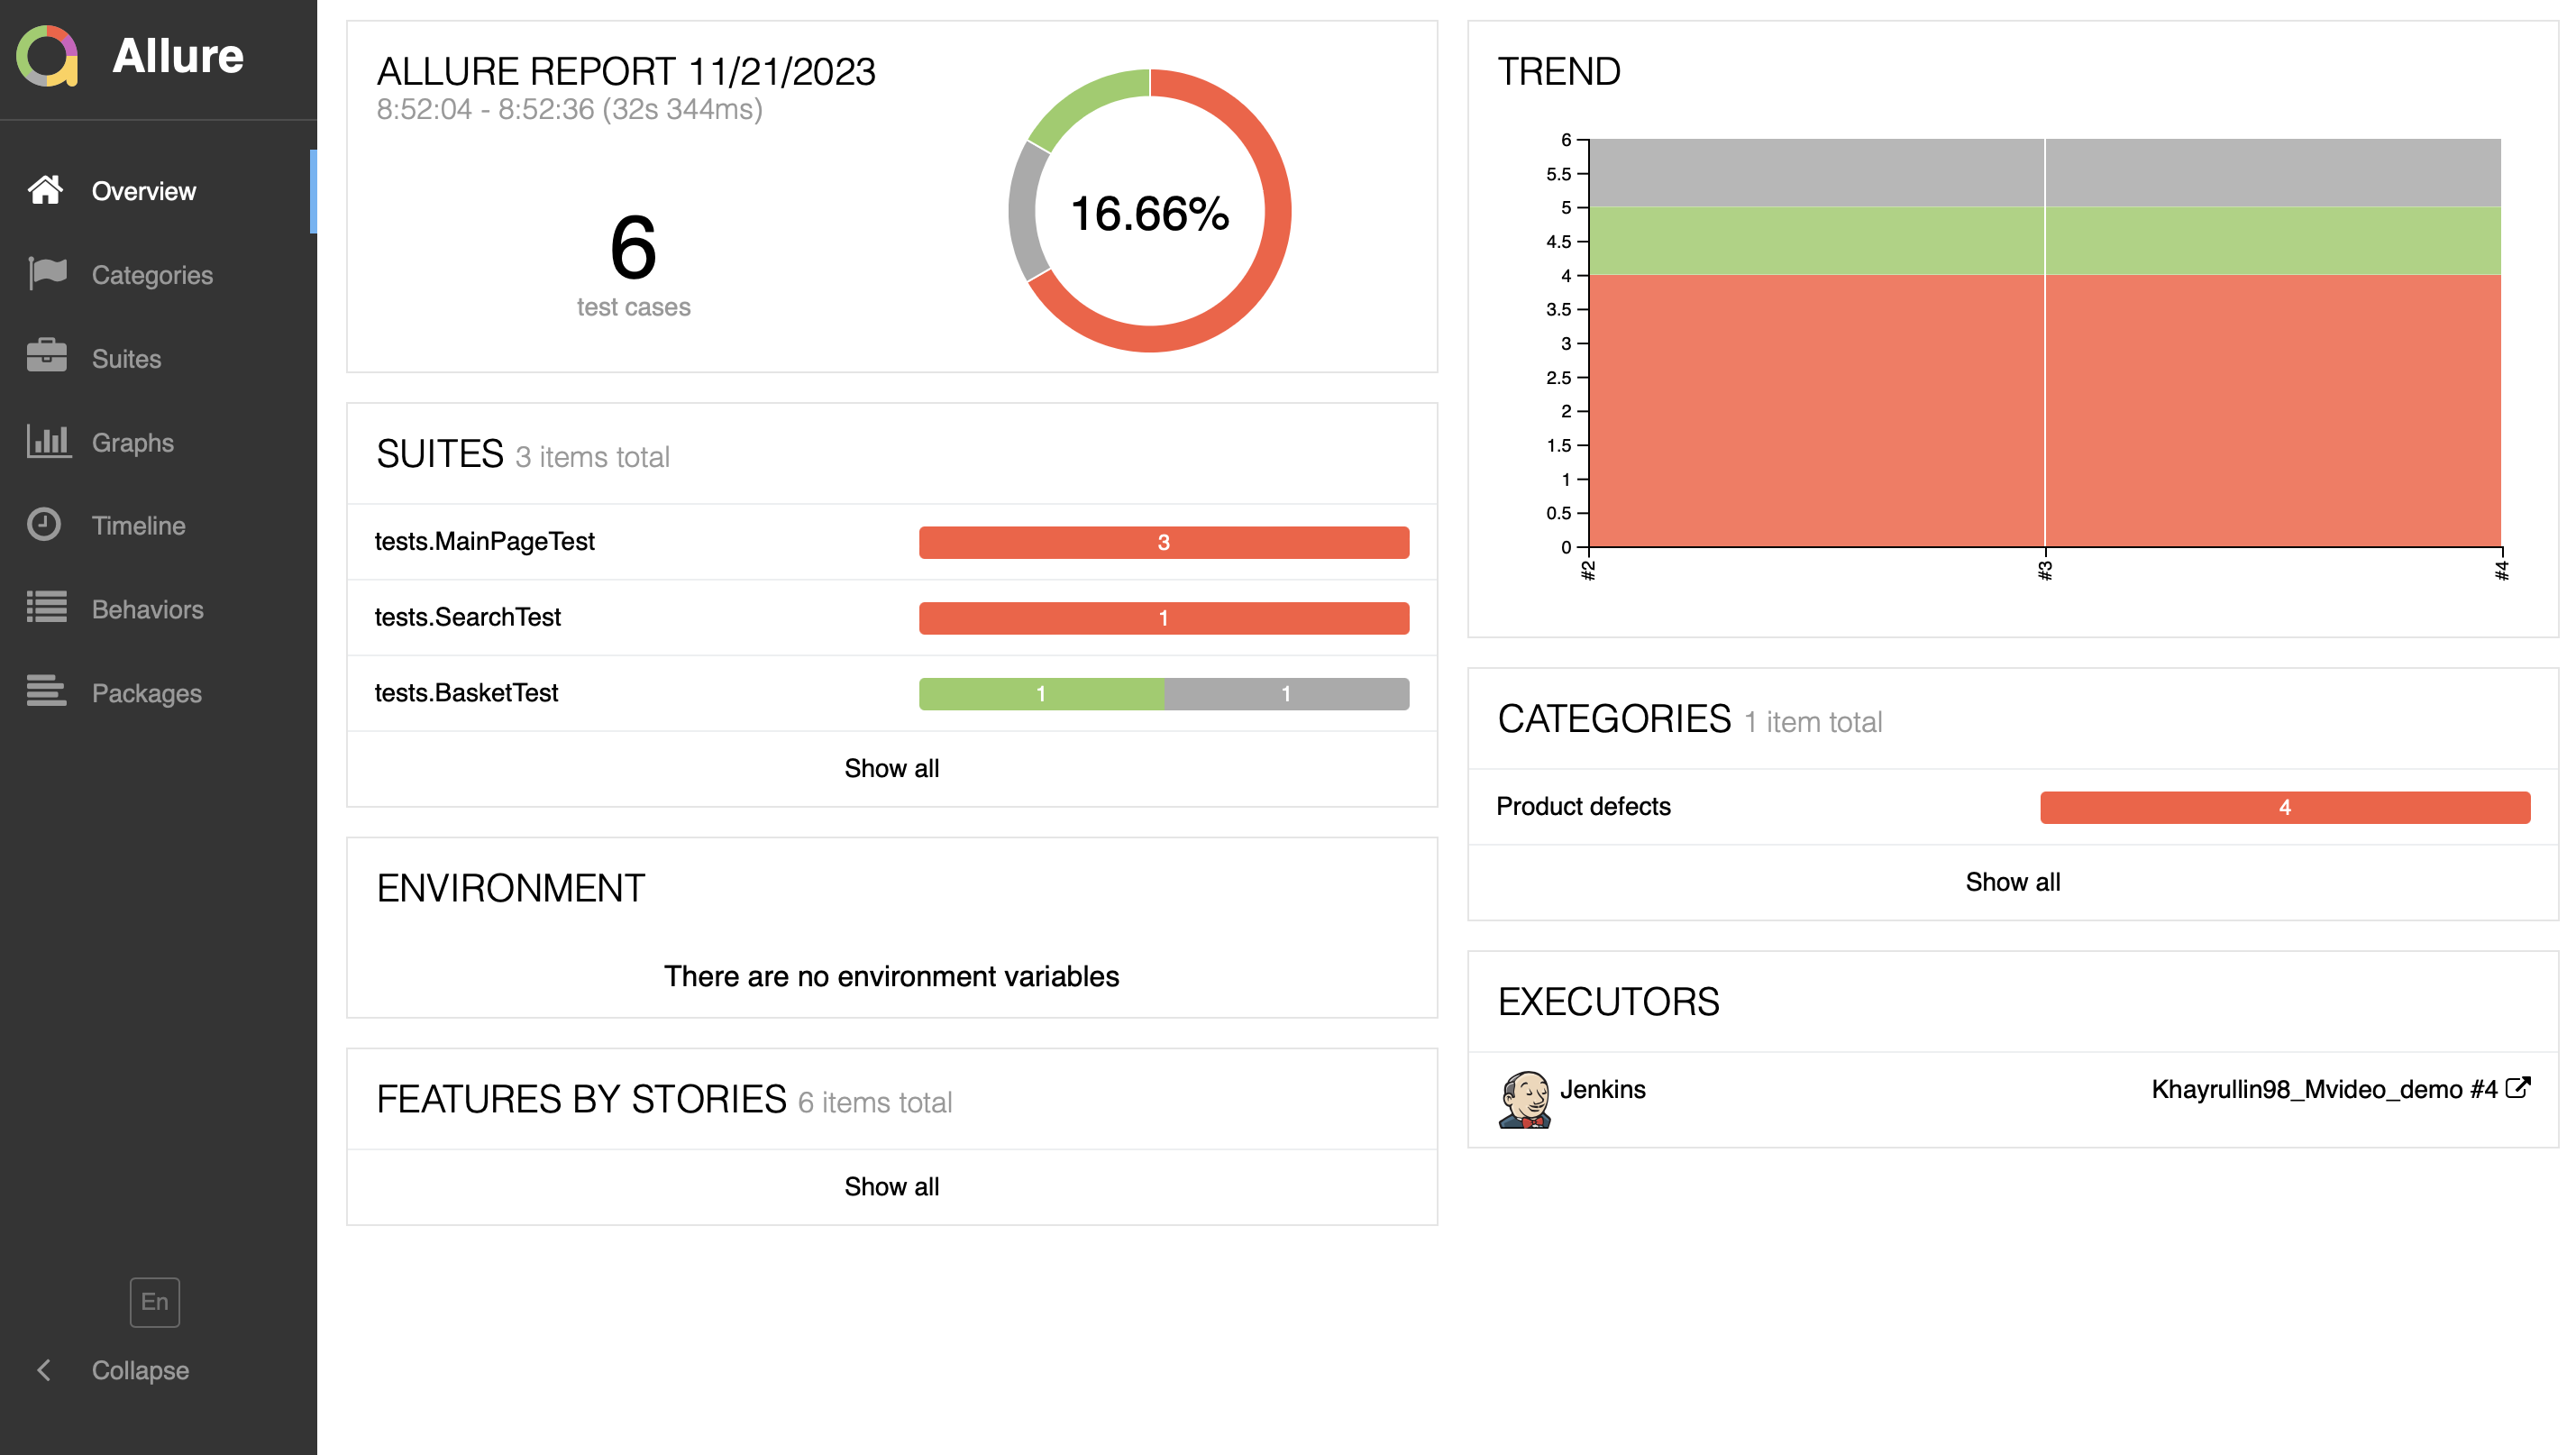 Allure
Overview
Categories
Suites
Graphs
Timeline
Behaviors
Packages
En
Collapse
ALLURE REPORT 11/21/2023
8:52:04 - 8:52:36 (32s 344ms)
6
test cases
16.66%
SUITES 3 items total
tests.MainPageTest 3
tests.SearchTest 1
tests.BasketTest 1 1
Show all
ENVIRONMENT
There are no environment variables
FEATURES BY STORIES 6 items total
Show all
TREND
6
5.5
5
4.5
4
3.5
3
2.5
2
1.5
1
0.5
0
#2 #3 #4
CATEGORIES 1 item total
Product defects 4
Show all
EXECUTORS
Jenkins Khayrullin98_Mvideo_demo #4